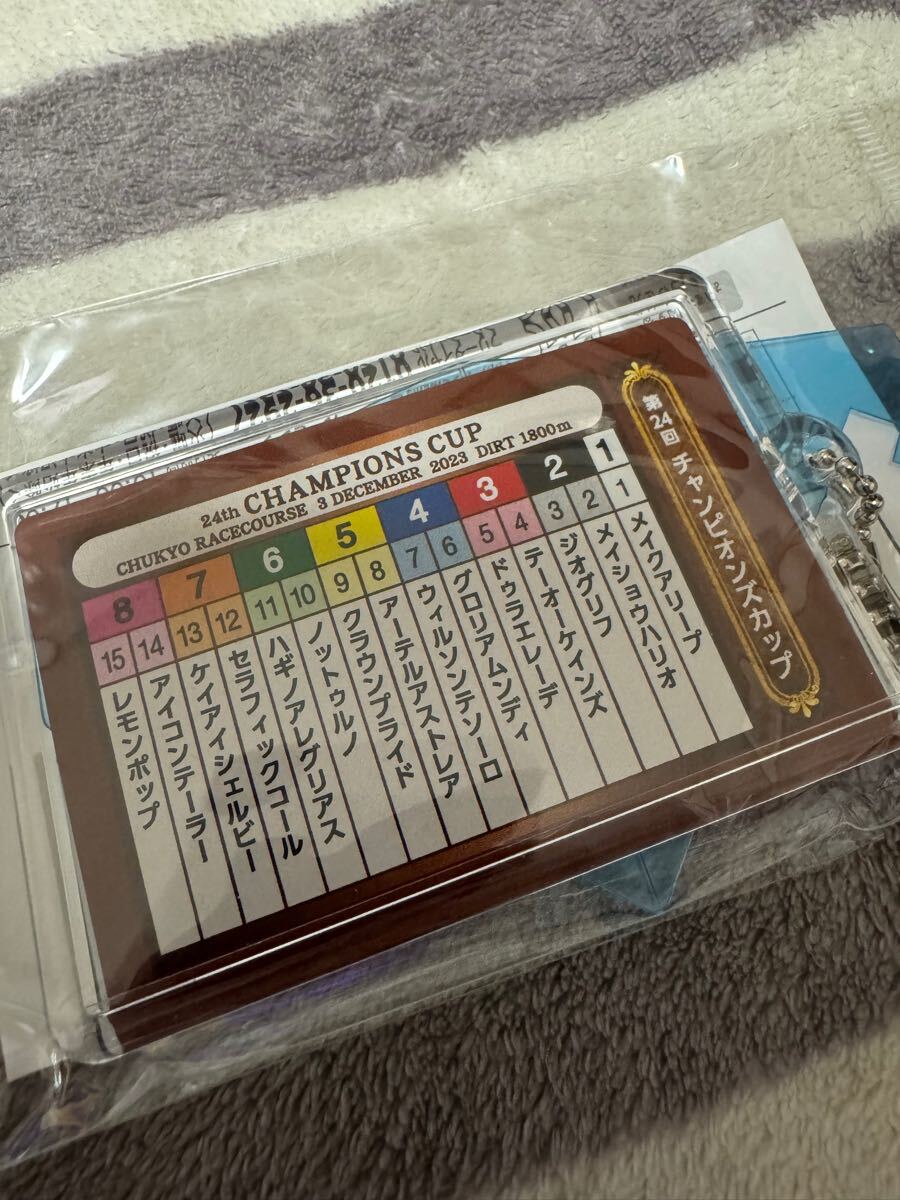 第24回 チャンピオンズカップ
24th CHAMPIONS CUP
CHUKYO RACECOURSE 3 DECEMBER 2023 DIRT 1800m
8 7 6 5 4 3 2 1
15 14 13 12 11 10 9 8 7 6 5 4 3 2 1
メイクアリープ
メイショウハリオ
ジオグリフ
テーオーケインズ
ドゥラエレーデ
グロリアムンディ
ウィルソンテソーロ
アーテルアストレア
クラウンプライド
ノットゥルノ
ハギノアレグリアス
セラフィックコール
ケイアイシェルビー
アイコンテーラー
レモンポップ